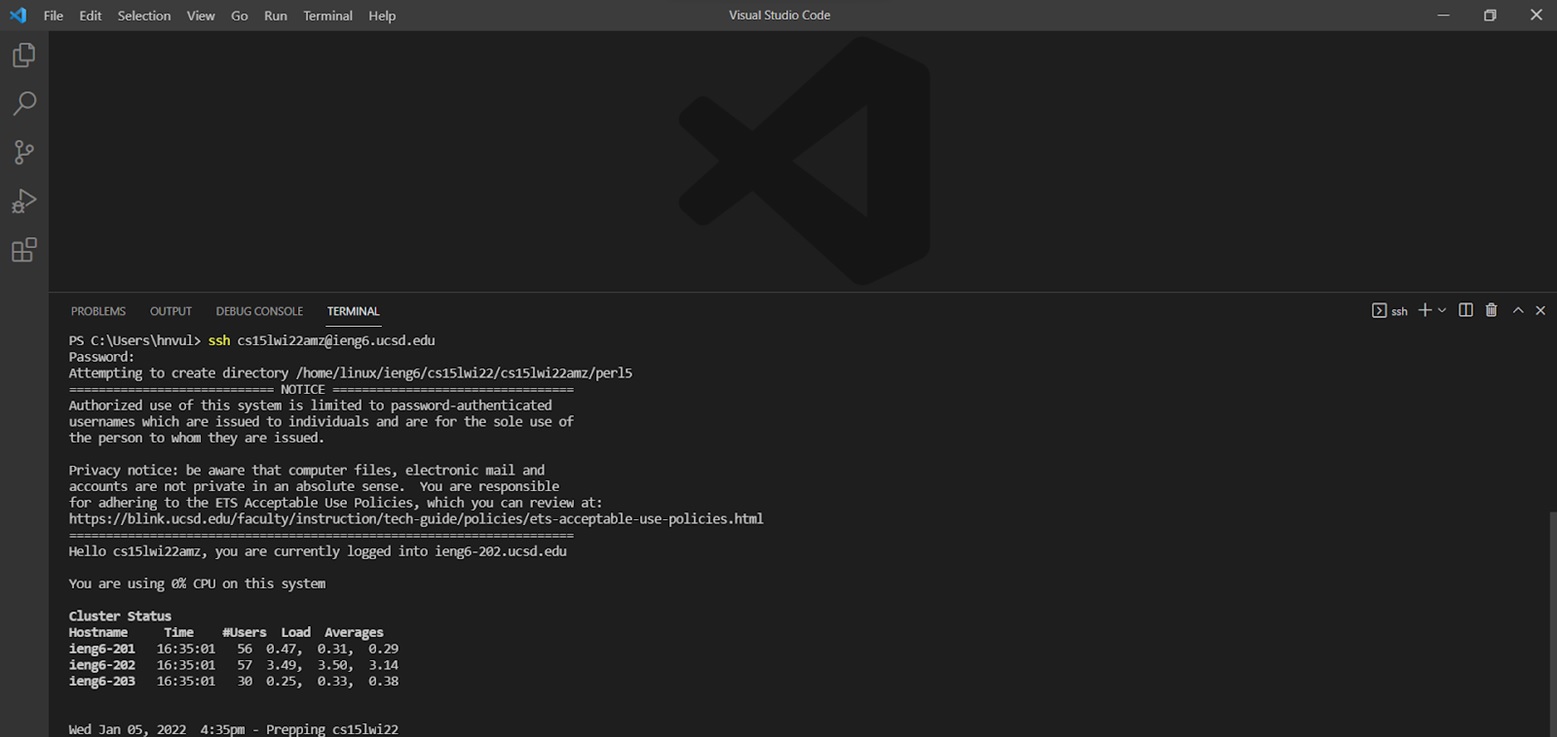 File Edit Selection View Go Run Terminal Help Visual Studio Code
PROBLEMS OUTPUT DEBUG CONSOLE TERMINAL ssh
PS C:\Users\hnvul> ssh cs15lwi22amz@ieng6.ucsd.edu
Password:
Attempting to create directory /home/linux/ieng6/cs15lwi22/cs15lwi22amz/perl5
============================ NOTICE =================================
Authorized use of this system is limited to password-authenticated
usernames which are issued to individuals and are for the sole use of
the person to whom they are issued.
Privacy notice: be aware that computer files, electronic mail and
accounts are not private in an absolute sense.  You are responsible
for adhering to the ETS Acceptable Use Policies, which you can review at:
https://blink.ucsd.edu/faculty/instruction/tech-guide/policies/ets-acceptable-use-policies.html
=====================================================================
Hello cs15lwi22amz, you are currently logged into ieng6-202.ucsd.edu
You are using 0% CPU on this system
Cluster Status
Hostname     Time    #Users  Load  Averages
ieng6-201   16:35:01   56  0.47,  0.31,  0.29
ieng6-202   16:35:01   57  3.49,  3.50,  3.14
ieng6-203   16:35:01   30  0.25,  0.33,  0.38
Wed Jan 05, 2022  4:35pm - Prepping cs15lwi22